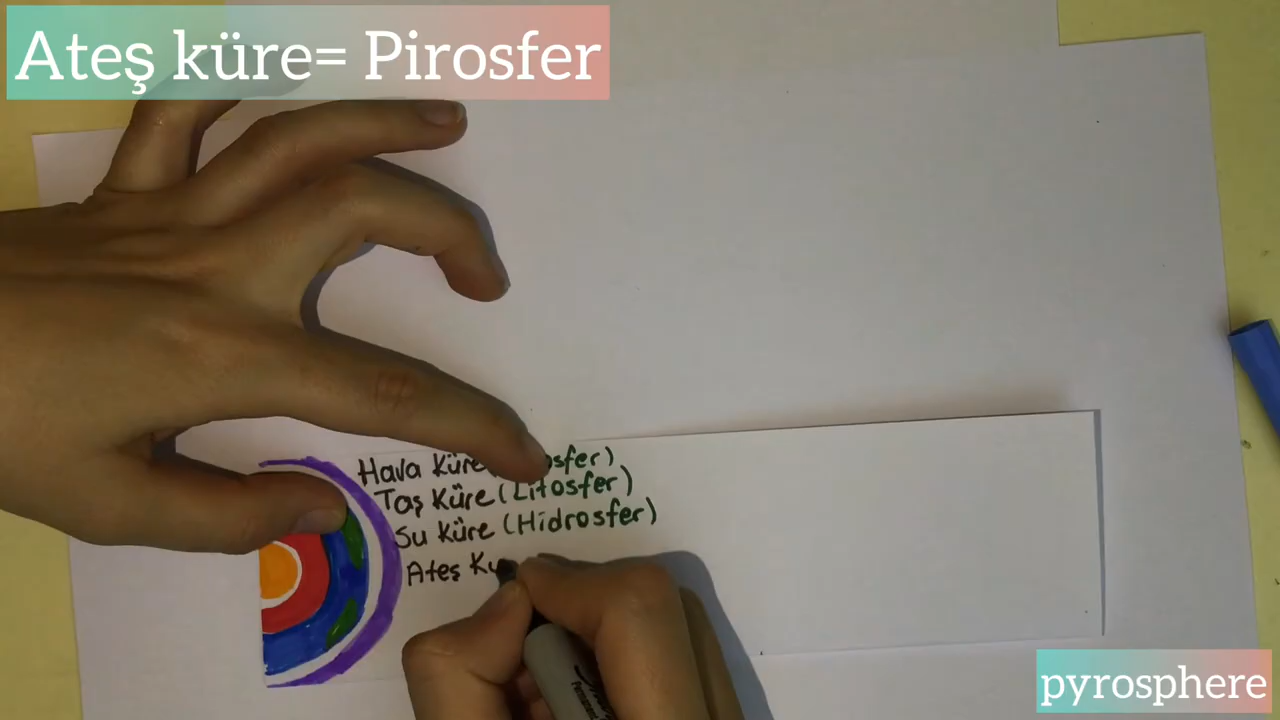 Ateş küre= Pirosfer
Hava Küre
Taş Küre (Litosfer)
Su Küre (Hidrosfer)
Ateş
pyrosphere